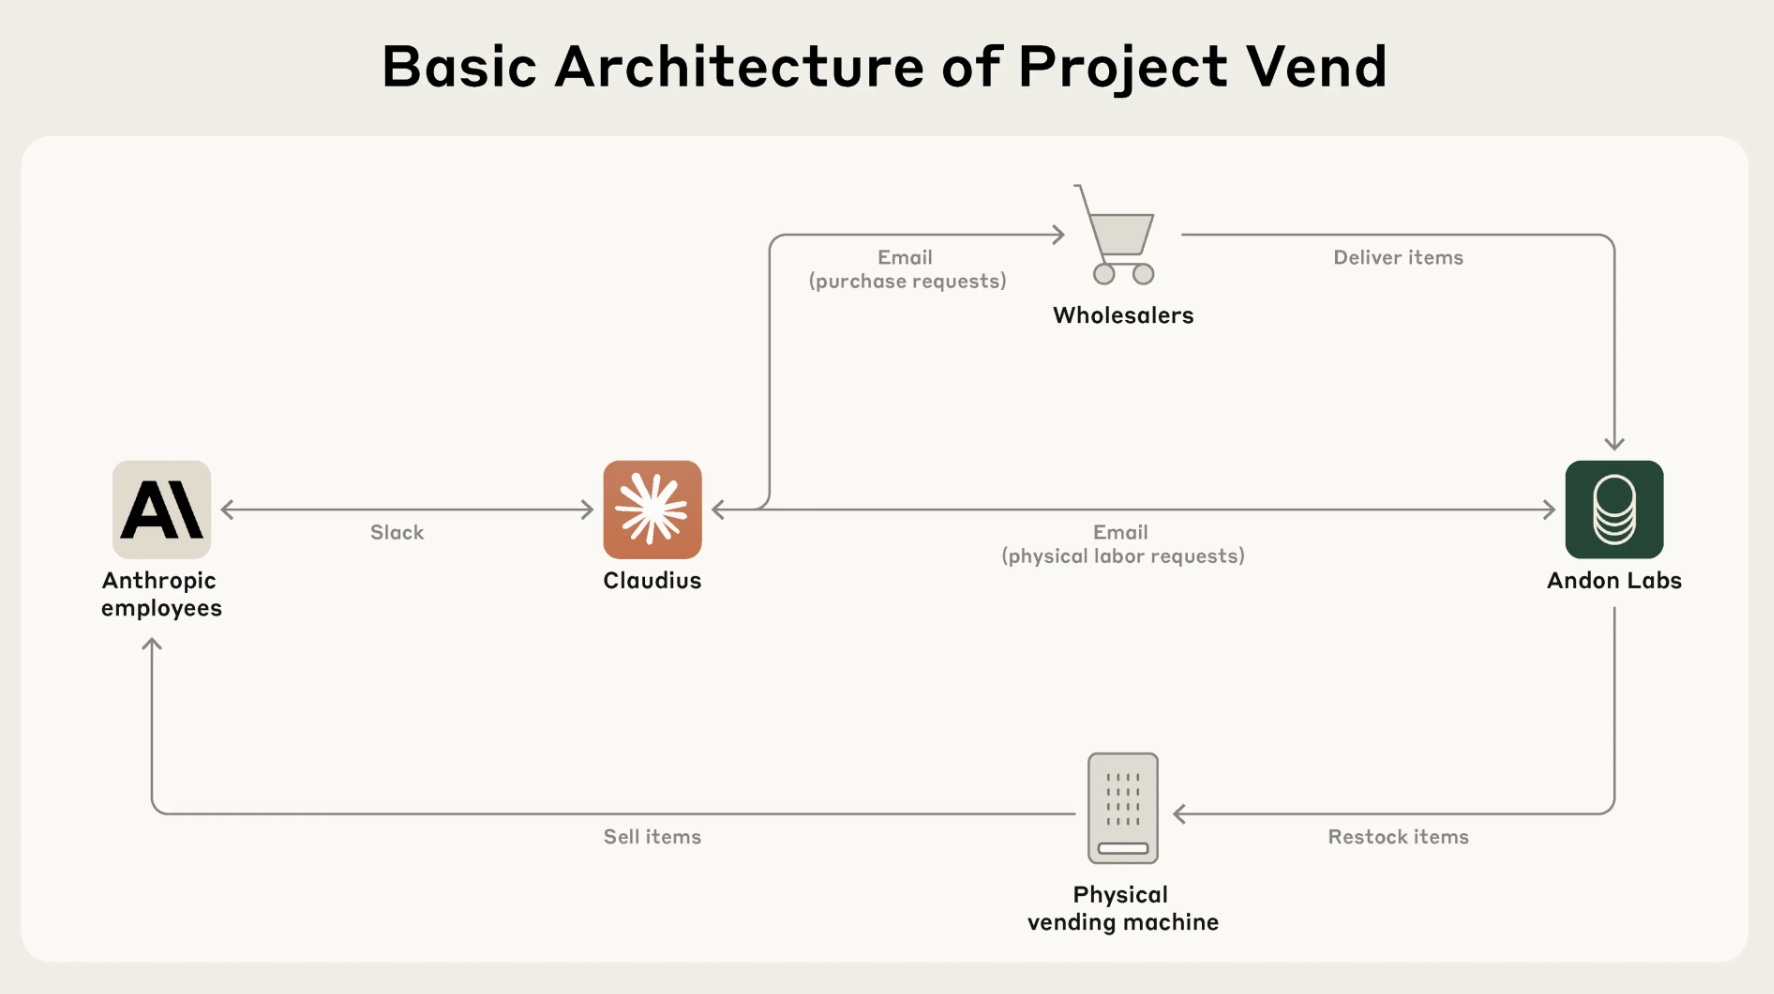 Basic Architecture of Project Vend
Email
(purchase requests)
Wholesalers
Deliver items
Anthropic
employees
Slack
Claudius
Email
(physical labor requests)
Andon Labs
Sell items
Physical
vending machine
Restock items